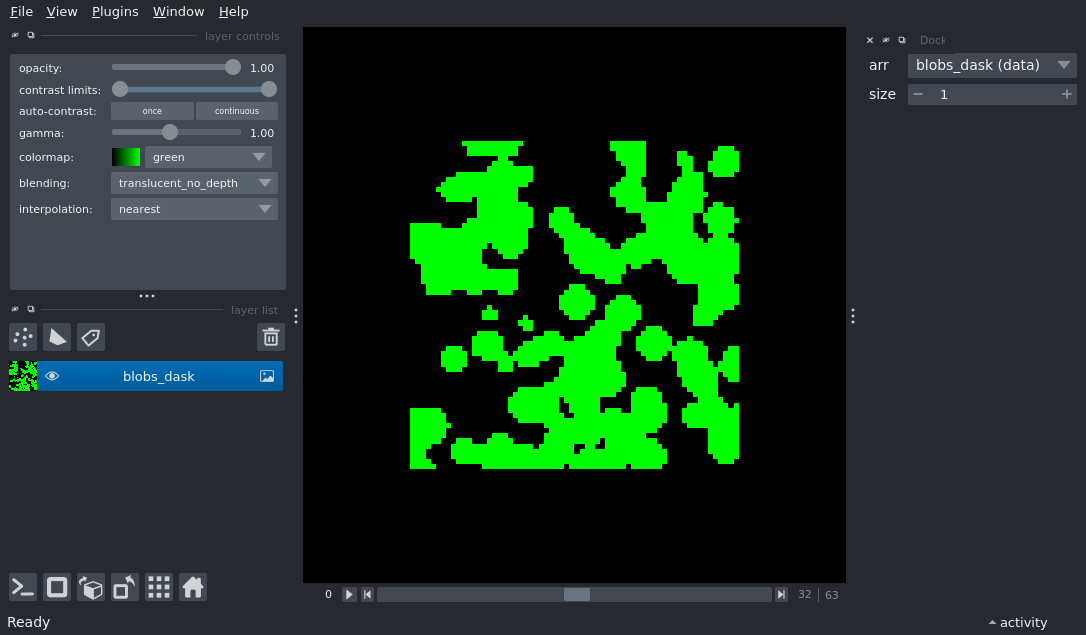 File View Plugins Window Help
layer controls
opacity: 1.00
contrast limits:
auto-contrast: once continuous
gamma: 1.00
colormap: green
blending: translucent_no_depth
interpolation: nearest
layer list
blobs_dask
0 32 63
Dock
arr blobs_dask (data)
size 1
Ready
activity